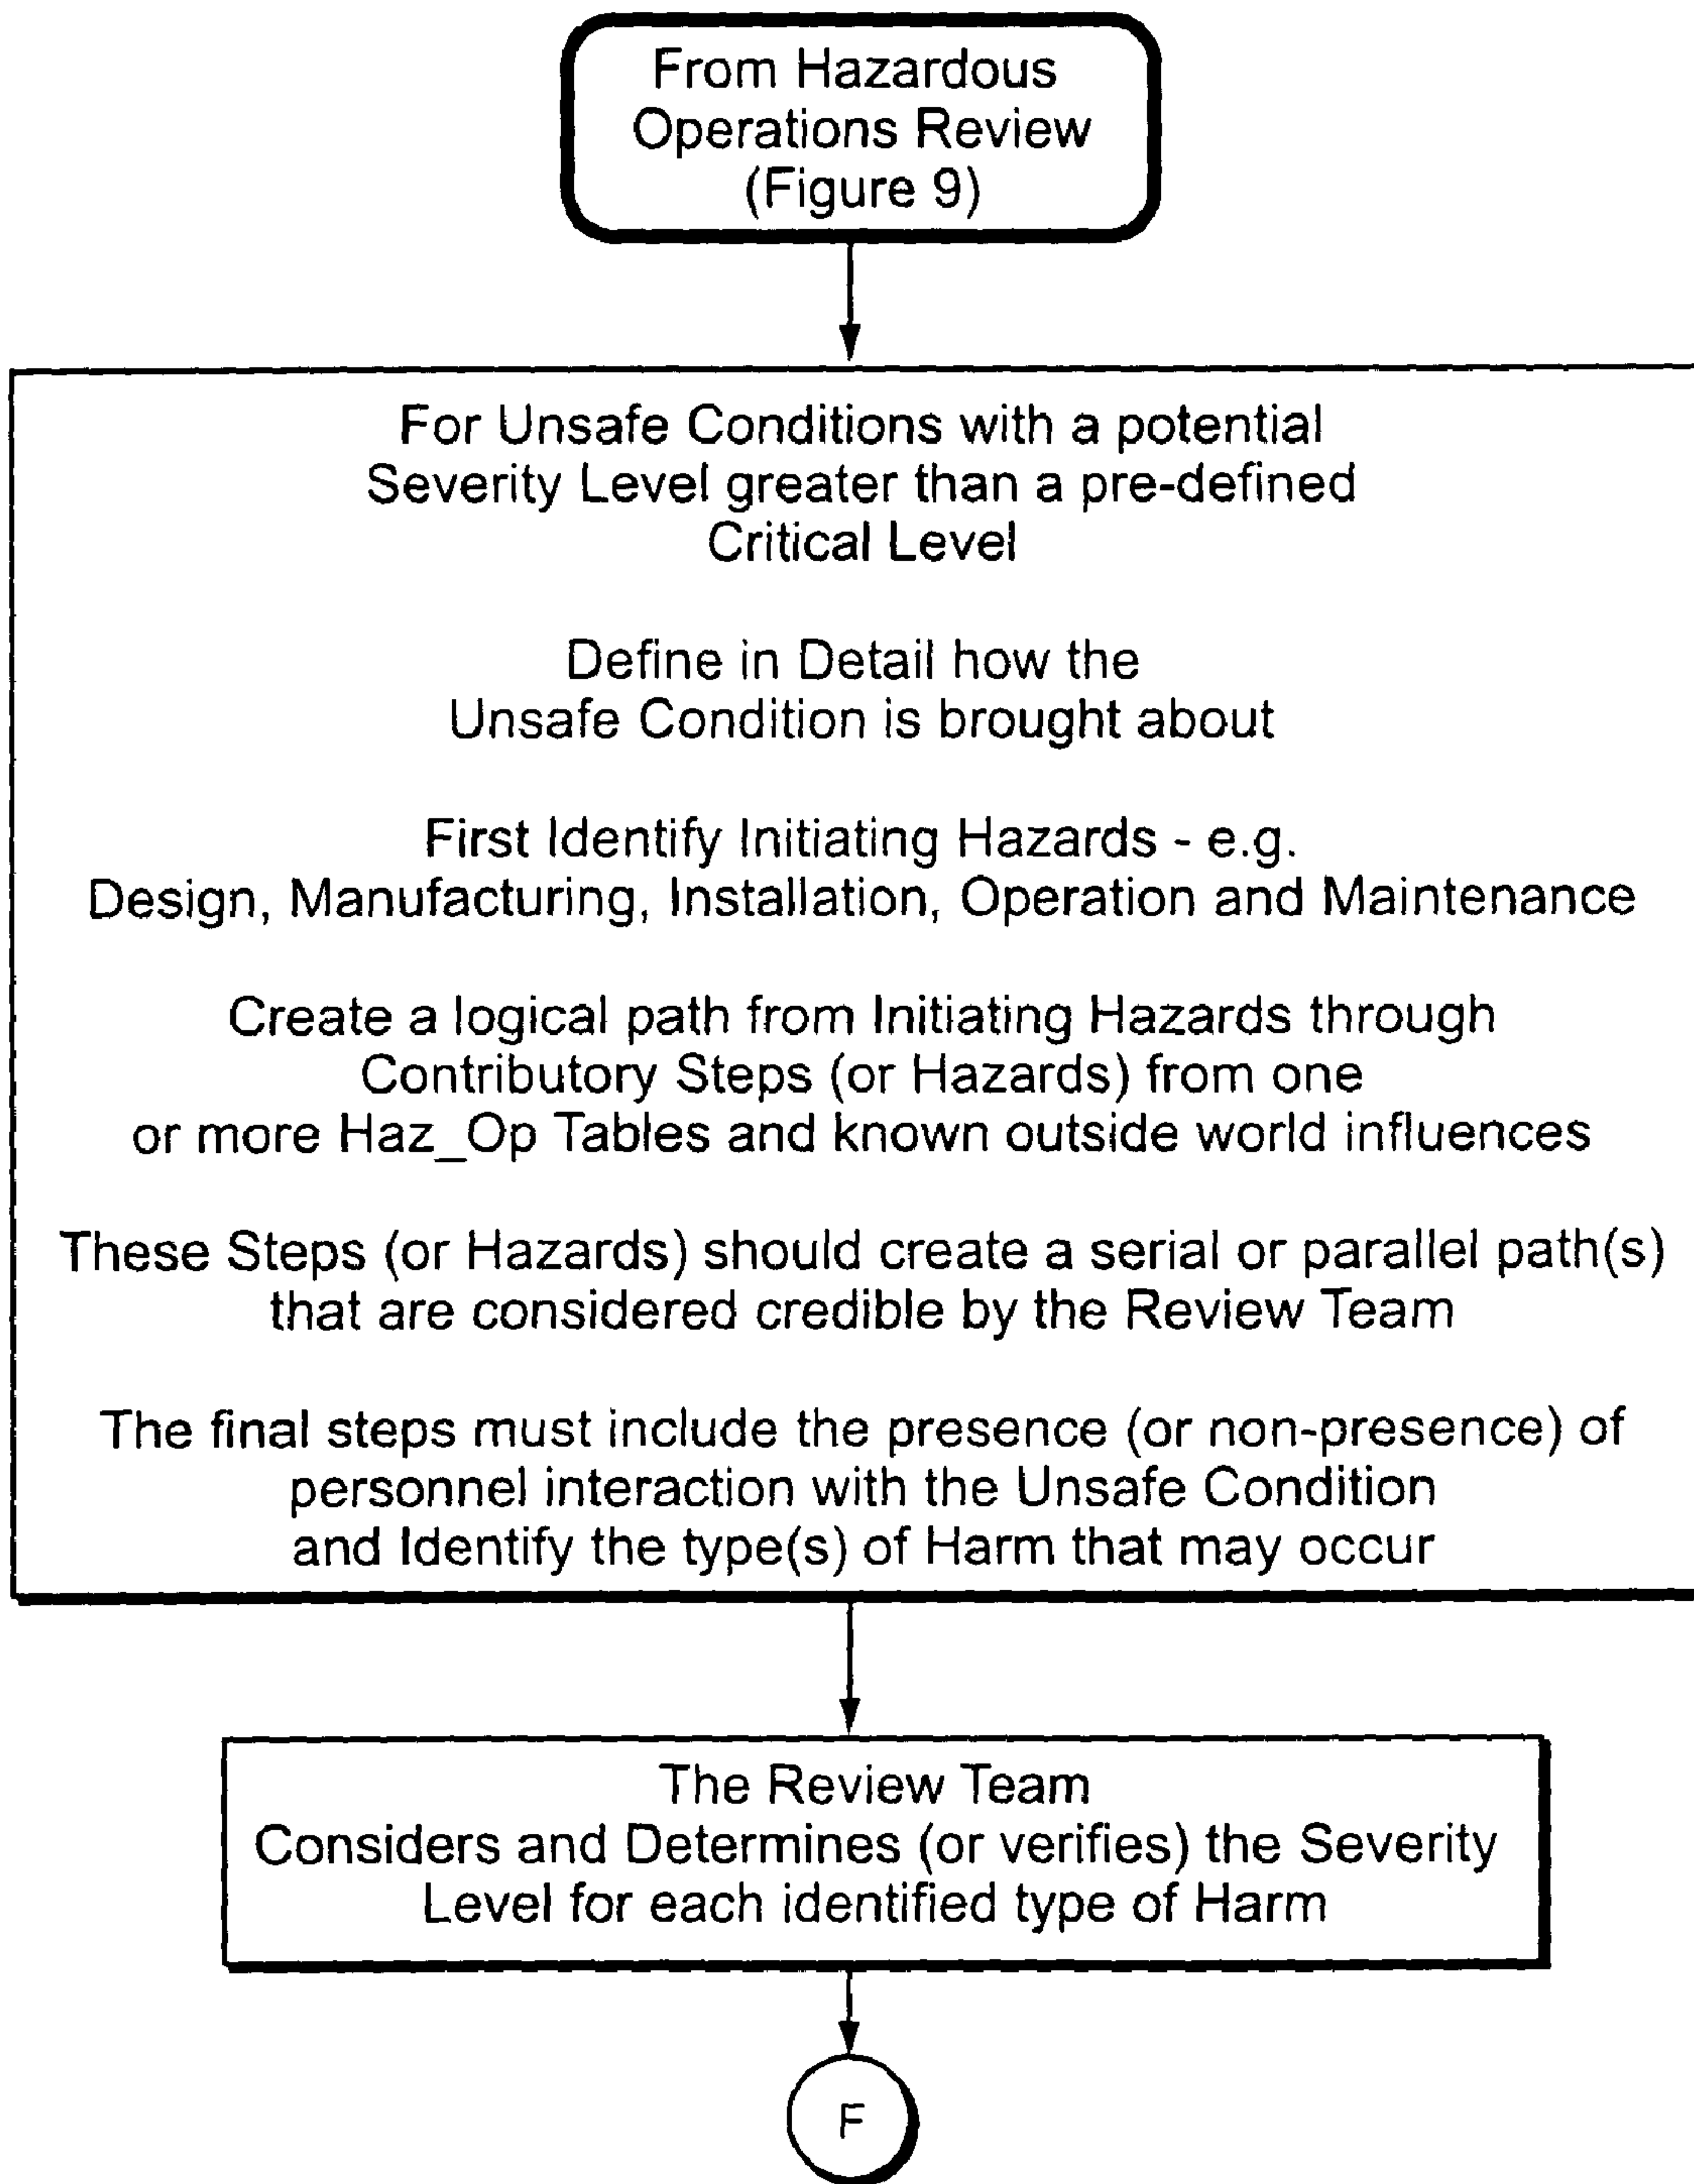 From Hazardous
Operations Review
(Figure 9)
For Unsafe Conditions with a potential
Severity Level greater than a pre-defined
Critical Level
Define in Detail how the
Unsafe Condition is brought about
First Identify Initiating Hazards - e.g.
Design, Manufacturing, Installation, Operation and Maintenance
Create a logical path from Initiating Hazards through
Contributory Steps (or Hazards) from one
or more Haz_Op Tables and known outside world influences
These Steps (or Hazards) should create a serial or parallel path(s)
that are considered credible by the Review Team
The final steps must include the presence (or non-presence) of
personnel interaction with the Unsafe Condition
and Identify the type(s) of Harm that may occur
The Review Team
Considers and Determines (or verifies) the Severity
Level for each identified type of Harm
F